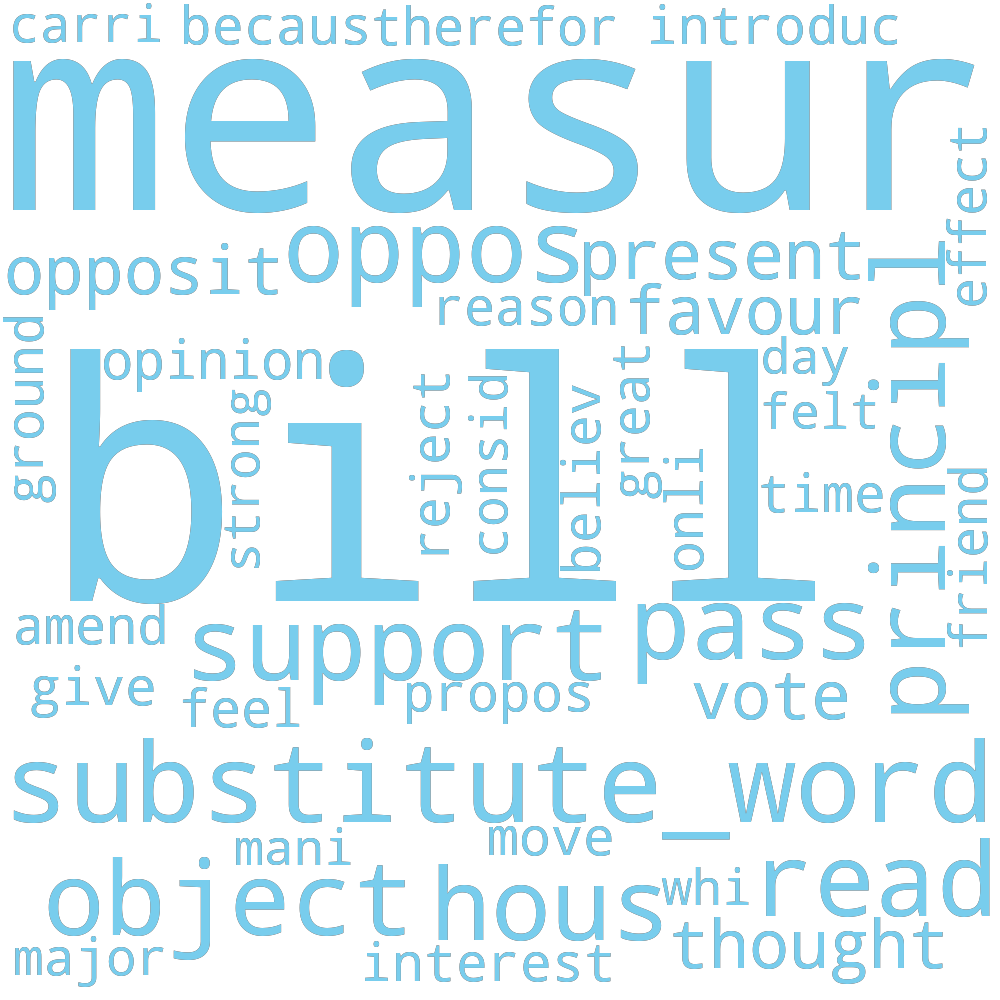 carri becaus therefor introduc
measur
effect
opposit oppos present
reason favour
principl
ground
opinion
day
strong
reject
consid
believ
great
onli
felt
time
friend
amend
support
pass
give
feel
propos
vote
substitute_word
mani
move
object
hous
whi
read
major
interest
thought
bill